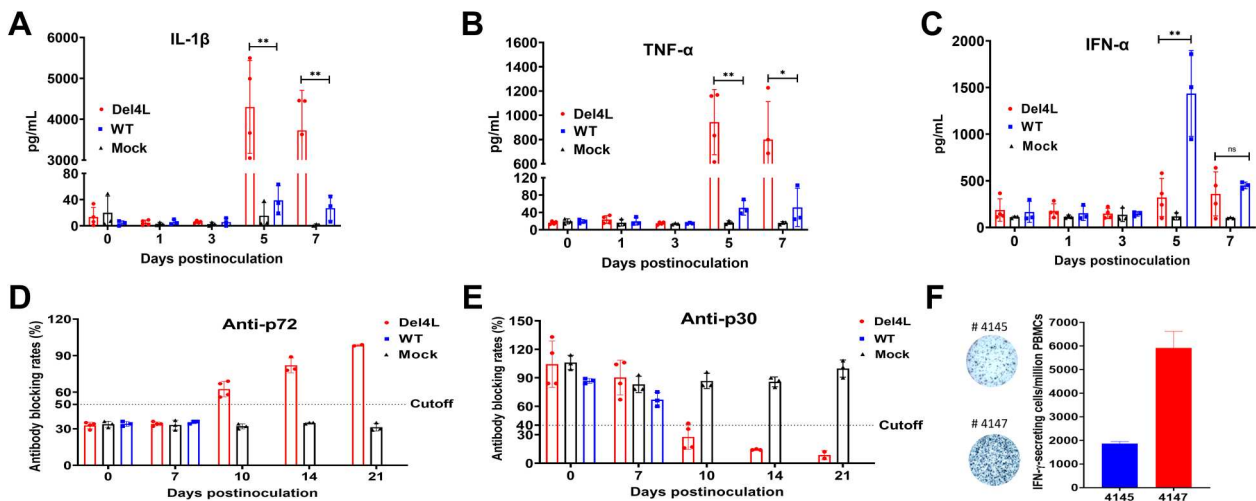 A
IL-1β
pg/mL
6000
5000
4000
3000
80
40
0
Del4L
WT
Mock
**
**
0 1 3 5 7
Days postinoculation
B
TNF-α
pg/mL
1600
1400
1200
1000
800
600
120
80
40
0
Del4L
WT
Mock
**
*
0 1 3 5 7
Days postinoculation
C
IFN-α
pg/mL
2000
1500
1000
500
0
Del4L
WT
Mock
**
ns
0 1 3 5 7
Days postinoculation
D
Anti-p72
Antibody blocking rates (%)
120
90
60
50
30
0
Del4L
WT
Mock
Cutoff
0 7 10 14 21
Days postinoculation
E
Anti-p30
Antibody blocking rates (%)
150
120
90
60
40
30
0
Del4L
WT
Mock
Cutoff
0 7 10 14 21
Days postinoculation
F
# 4145
# 4147
IFN-γ-secreting cells/million PBMCs
7000
6000
5000
4000
3000
2000
1000
0
4145 4147